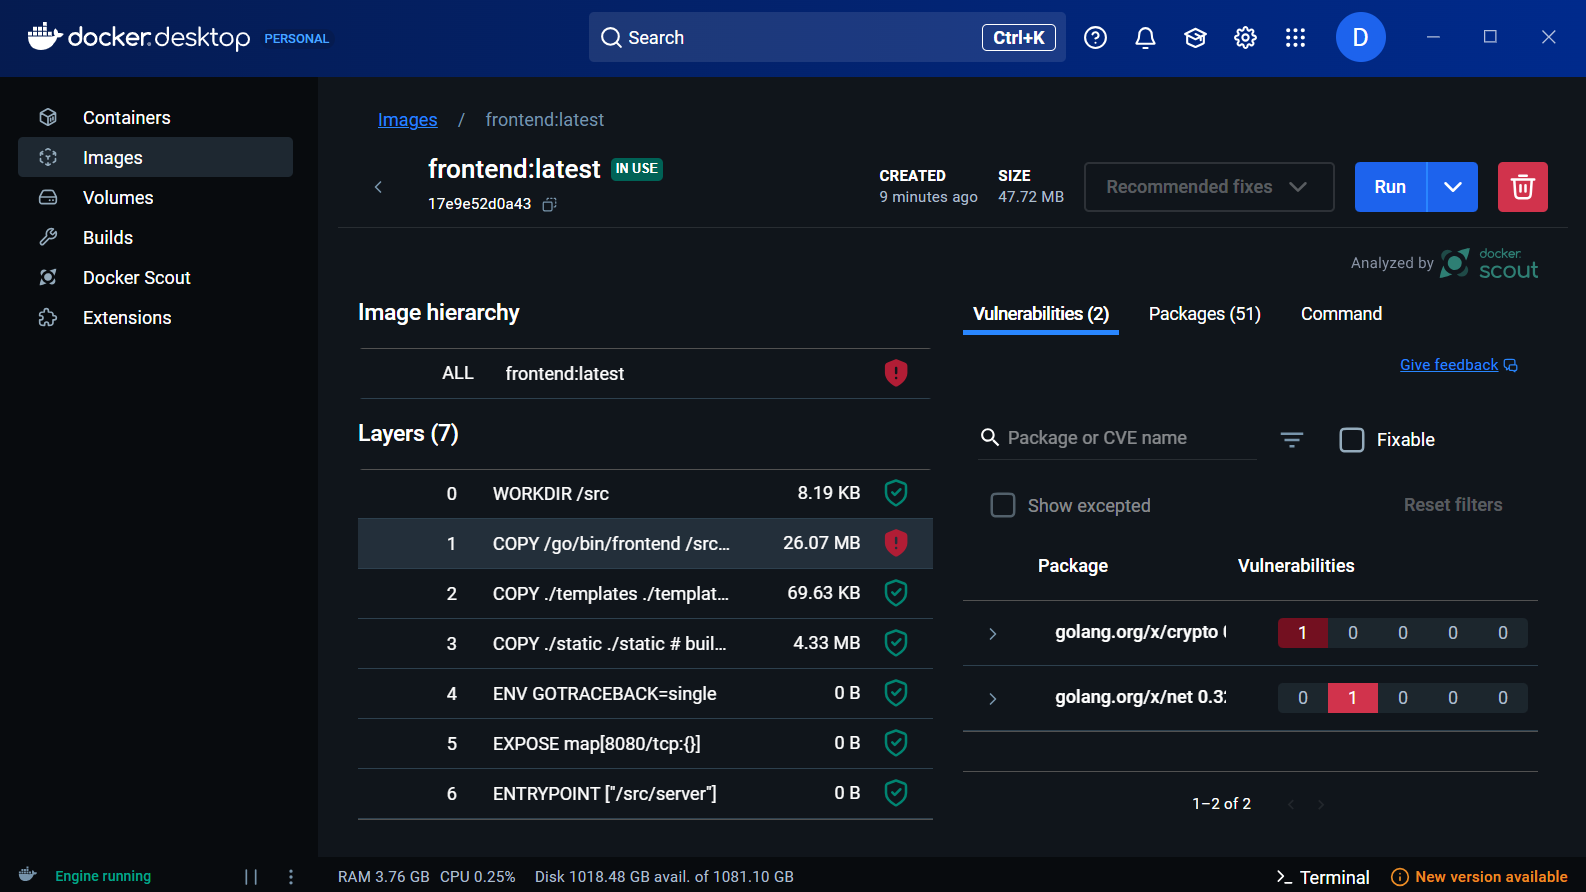 docker.desktop PERSONAL
Search Ctrl+K
D
Containers
Images
Volumes
Builds
Docker Scout
Extensions
Images / frontend:latest
frontend:latest IN USE
17e9e52d0a43
CREATED
9 minutes ago
SIZE
47.72 MB
Recommended fixes
Run
Analyzed by docker scout
Image hierarchy
ALL frontend:latest
Layers (7)
0 WORKDIR /src 8.19 KB
1 COPY /go/bin/frontend /src... 26.07 MB
2 COPY ./templates ./templat... 69.63 KB
3 COPY ./static ./static # buil... 4.33 MB
4 ENV GOTRACEBACK=single 0 B
5 EXPOSE map[8080/tcp:{}] 0 B
6 ENTRYPOINT ["/src/server"] 0 B
Vulnerabilities (2) Packages (51) Command
Give feedback
Package or CVE name Fixable
Show excepted Reset filters
Package Vulnerabilities
golang.org/x/crypto 1 0 0 0 0
golang.org/x/net 0.3 0 1 0 0 0
1–2 of 2
Engine running RAM 3.76 GB CPU 0.25% Disk 1018.48 GB avail. of 1081.10 GB Terminal New version available